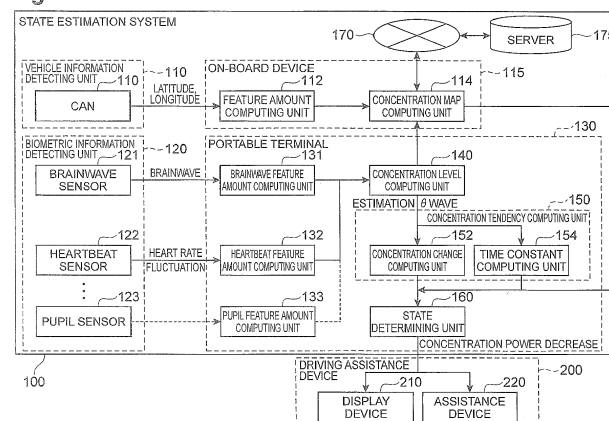 STATE ESTIMATION SYSTEM
170
SERVER
175
VEHICLE INFORMATION
DETECTING UNIT
110
110
CAN
LATITUDE,
LONGITUDE
ON-BOARD DEVICE
112
FEATURE AMOUNT
COMPUTING UNIT
114
CONCENTRATION MAP
COMPUTING UNIT
115
130
BIOMETRIC INFORMATION
DETECTING UNIT
121
120
BRAINWAVE
SENSOR
BRAINWAVE
PORTABLE TERMINAL
131
BRAINWAVE FEATURE
AMOUNT COMPUTING UNIT
140
CONCENTRATION LEVEL
COMPUTING UNIT
ESTIMATION
θ WAVE
150
CONCENTRATION TENDENCY COMPUTING UNIT
122
HEARTBEAT
SENSOR
HEART RATE
FLUCTUATION
132
HEARTBEAT FEATURE
AMOUNT COMPUTING UNIT
152
CONCENTRATION CHANGE
COMPUTING UNIT
154
TIME CONSTANT
COMPUTING UNIT
123
PUPIL SENSOR
133
PUPIL FEATURE AMOUNT
COMPUTING UNIT
160
STATE
DETERMINING UNIT
CONCENTRATION POWER DECREASE
100
DRIVING ASSISTANCE
DEVICE
200
210
DISPLAY
DEVICE
220
ASSISTANCE
DEVICE